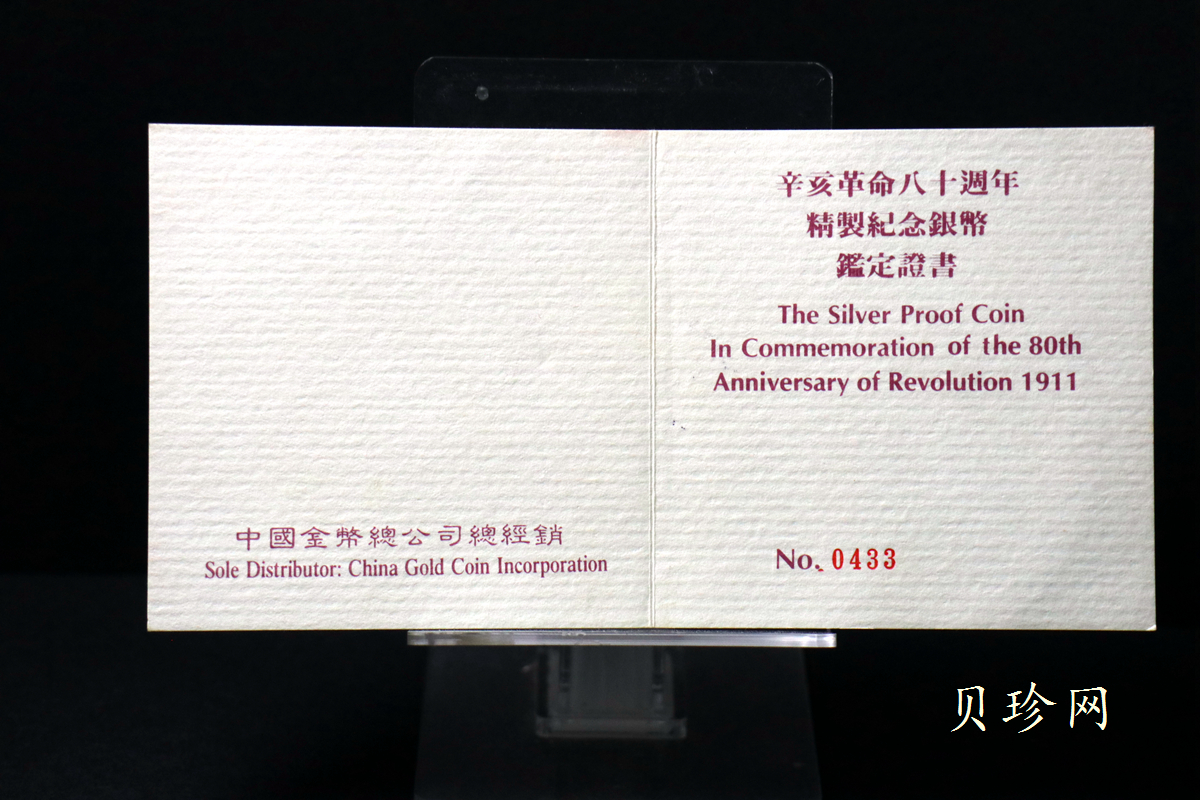 中國金幣總公司總經銷
Sole Distributor: China Gold Coin Incorporation
辛亥革命八十週年
精製紀念銀幣
鑑定證書
The Silver Proof Coin
In Commemoration of the 80th
Anniversary of Revolution 1911
No. 0433
贝珍网